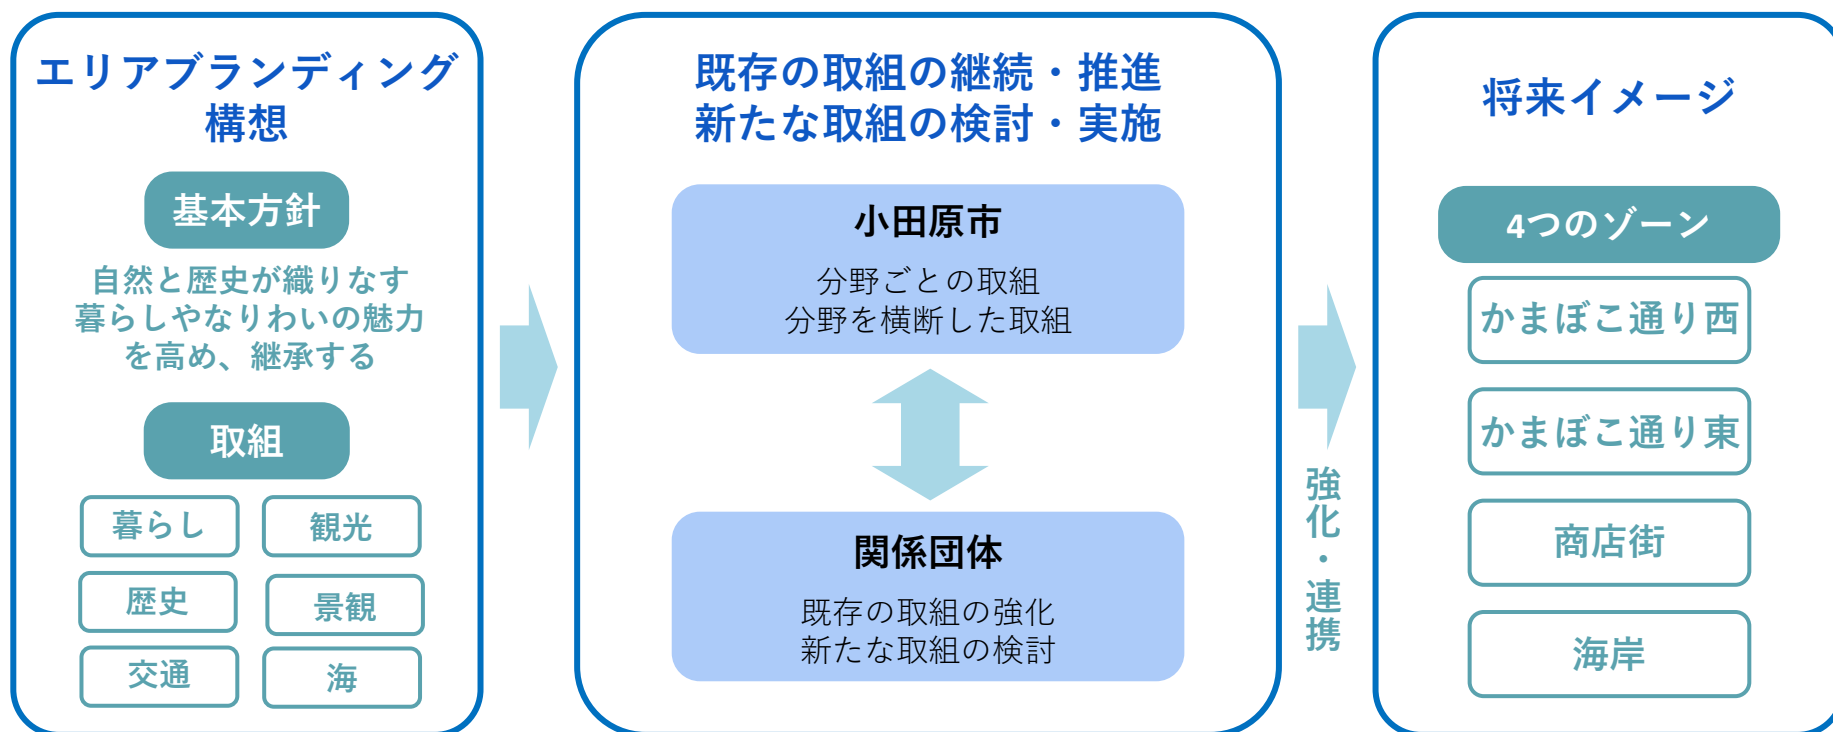 エリアブランディング
構想
基本方針
自然と歴史が織りなす
暮らしやなりわいの魅力
を高め、継承する
取組
暮らし
観光
歴史
景観
交通
海
既存の取組の継続・推進
新たな取組の検討・実施
小田原市
分野ごとの取組
分野を横断した取組
関係団体
既存の取組の強化
新たな取組の検討
強化・連携
将来イメージ
4つのゾーン
かまぼこ通り西
かまぼこ通り東
商店街
海岸